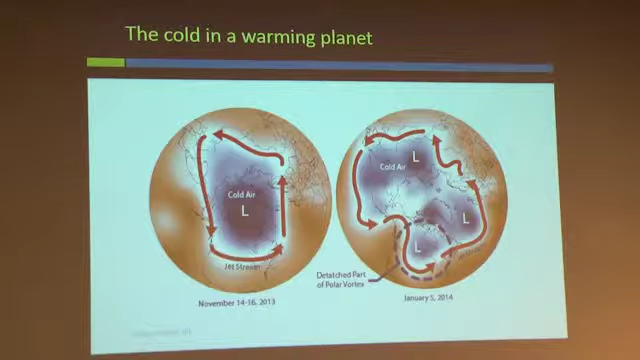 The cold in a warming planet
Cold Air
L
Jet Stream
November 14-16, 2013
L
Cold Air
L
L
Detatched Part
of Polar Vortex
January 5, 2014